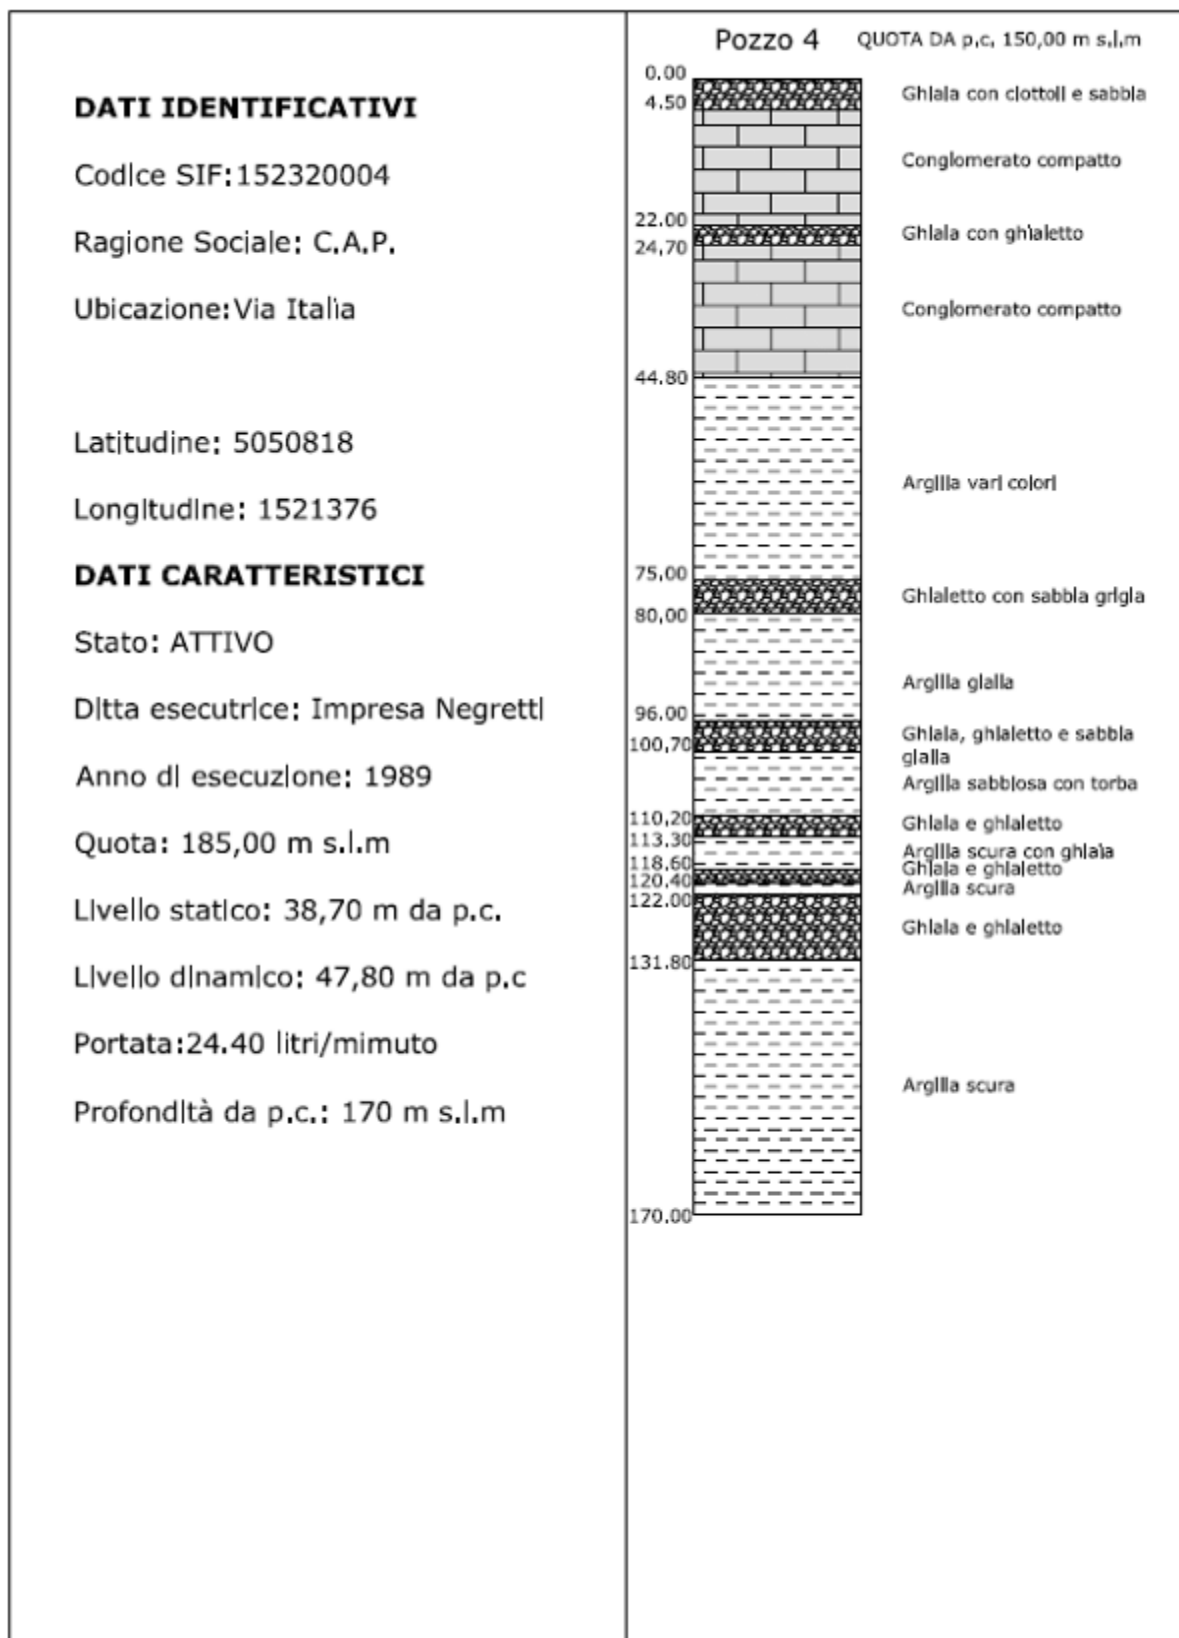 DATI IDENTIFICATIVI
Codice SIF:152320004
Ragione Sociale: C.A.P.
Ubicazione:Via Italia
Latitudine: 5050818
Longitudine: 1521376
DATI CARATTERISTICI
Stato: ATTIVO
Ditta esecutrice: Impresa Negretti
Anno di esecuzione: 1989
Quota: 185,00 m s.l.m
Livello statico: 38,70 m da p.c.
Livello dinamico: 47,80 m da p.c
Portata:24.40 litri/mimuto
Profondità da p.c.: 170 m s.l.m
Pozzo 4 QUOTA DA p.c. 150,00 m s.l.m
0.00
4.50
Ghiaia con ciottoli e sabbia
Conglomerato compatto
22.00
Ghiaia con ghiaietto
24,70
Conglomerato compatto
44.80
Argilla vari colori
75,00
Ghiaietto con sabbia grigia
80,00
Argilla gialla
96.00
Ghiaia, ghiaietto e sabbia
gialla
100,70
Argilla sabbiosa con torba
110,20
Ghiaia e ghiaietto
113.30
Argilla scura con ghiaia
118.60
Ghiaia e ghiaietto
120.40
Argilla scura
122.00
Ghiaia e ghiaietto
131.80
Argilla scura
170.00